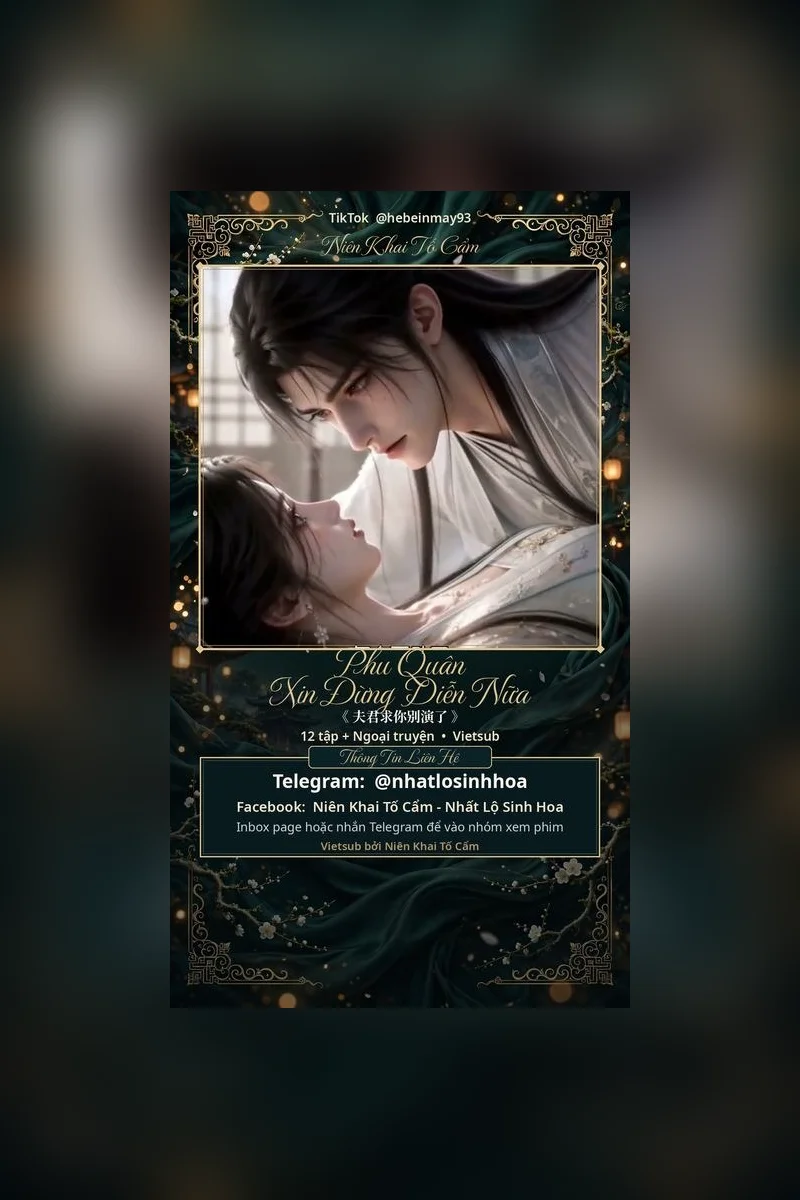 TikTok @hebeinmay93
Niên Khai Tố Cẩm
Phu Quân
Xin Dừng Diễn Nữa
《 夫君求你别演了 》
12 tập + Ngoại truyện • Vietsub
Thông Tin Liên Hệ
Telegram: @nhatlosinhhoa
Facebook: Niên Khai Tố Cẩm - Nhất Lộ Sinh Hoa
Inbox page hoặc nhắn Telegram để vào nhóm xem phim
Vietsub bởi Niên Khai Tố Cẩm